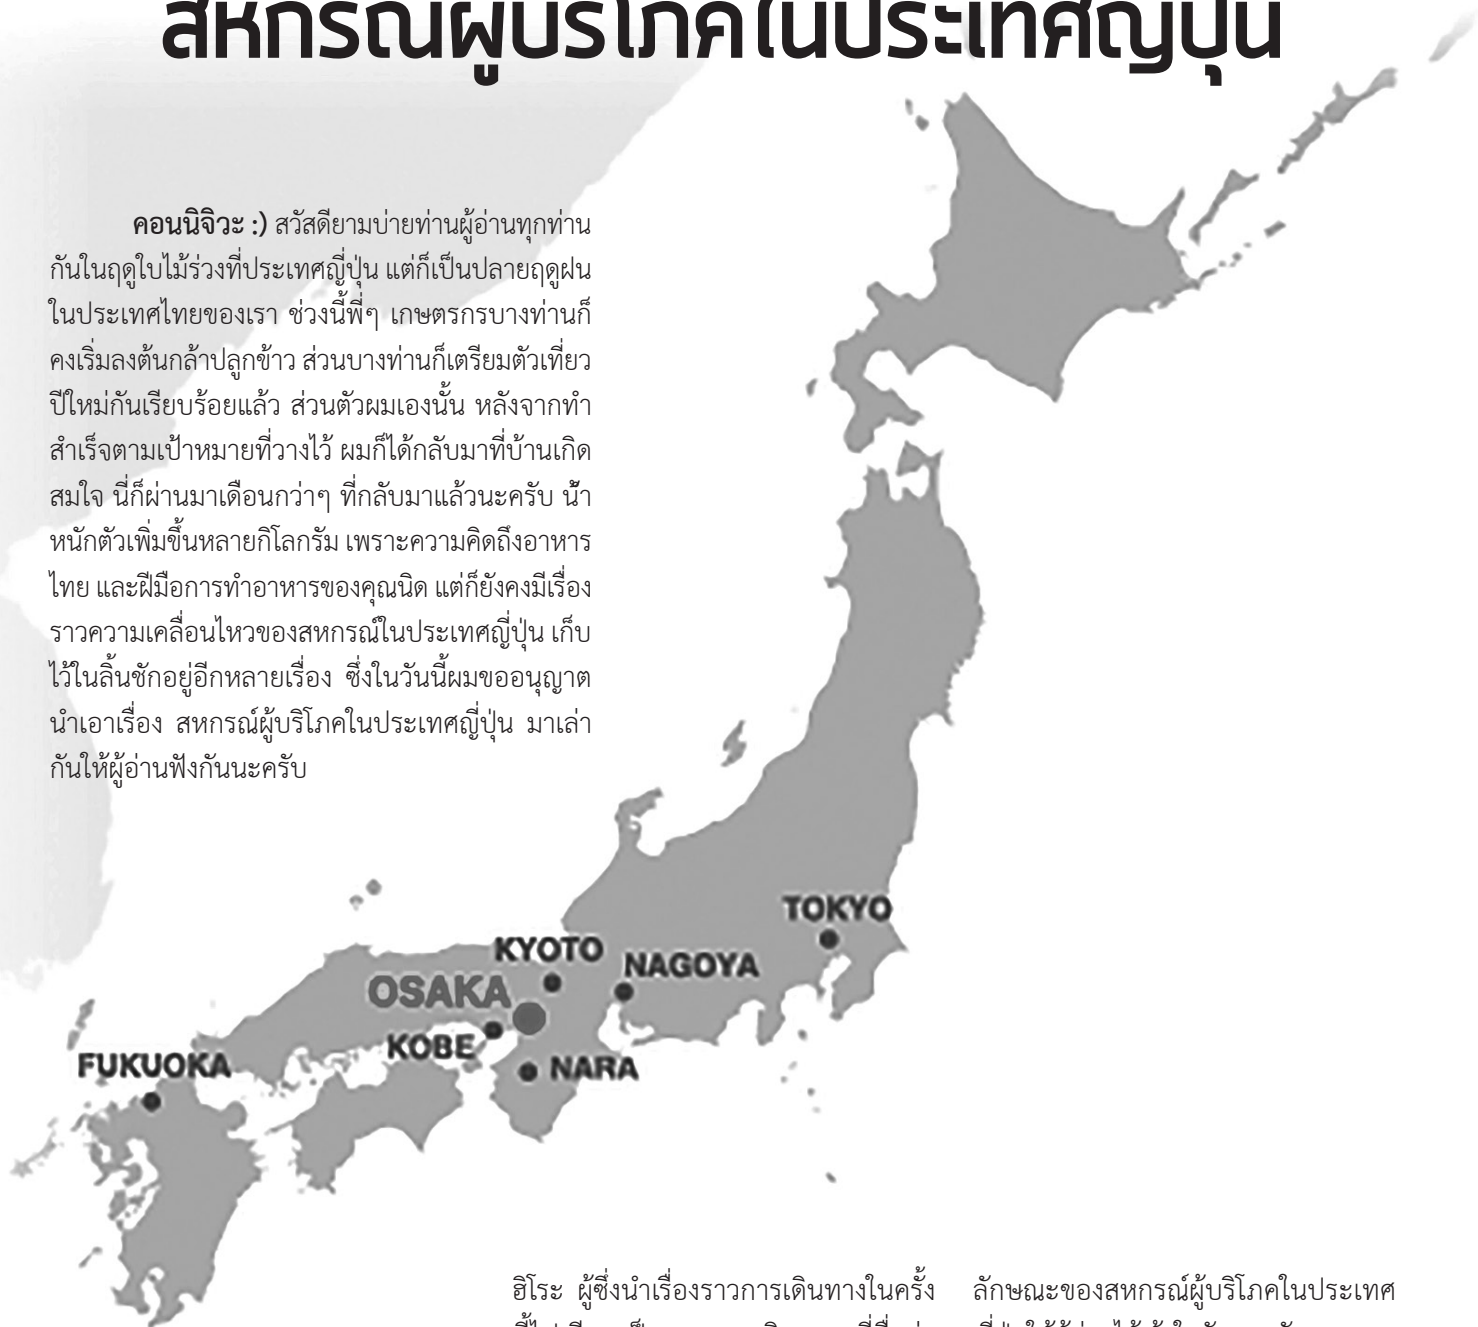 สหกรณ์ผู้บริโภคในประเทศญี่ปุ่น
คอนนิจิวะ :) สวัสดียามบ่ายท่านผู้อ่านทุกท่าน
กันในฤดูใบไม้ร่วงที่ประเทศญี่ปุ่น แต่ก็เป็นปลายฤดูฝน
ในประเทศไทยของเรา ช่วงนี้พี่ๆ เกษตรกรบางท่านก็
คงเริ่มลงต้นกล้าปลูกข้าว ส่วนบางท่านก็เตรียมตัวเที่ยว
ปีใหม่กันเรียบร้อยแล้ว ส่วนตัวผมเองนั้น หลังจากทำ
สำเร็จตามเป้าหมายที่วางไว้ ผมก็ได้กลับมาที่บ้านเกิด
สมใจ นี่ก็ผ่านมาเดือนกว่าๆ ที่กลับมาแล้วนะครับ น้ำ
หนักตัวเพิ่มขึ้นหลายกิโลกรัม เพราะความคิดถึงอาหาร
ไทย และฝีมือการทำอาหารของคุณนิด แต่ก็ยังคงมีเรื่อง
ราวความเคลื่อนไหวของสหกรณ์ในประเทศญี่ปุ่น เก็บ
ไว้ในลิ้นชักอยู่อีกหลายเรื่อง ซึ่งในวันนี้ผมขออนุญาต
นำเอาเรื่อง สหกรณ์ผู้บริโภคในประเทศญี่ปุ่น มาเล่า
กันให้ผู้อ่านฟังกันนะครับ
TOKYO
KYOTO
NAGOYA
OSAKA
KOBE
NARA
FUKUOKA
ฮิโระ ผู้ซึ่งนำเรื่องราวการเดินทางในครั้ง
ลักษณะของสหกรณ์ผู้บริโภคในประเทศ